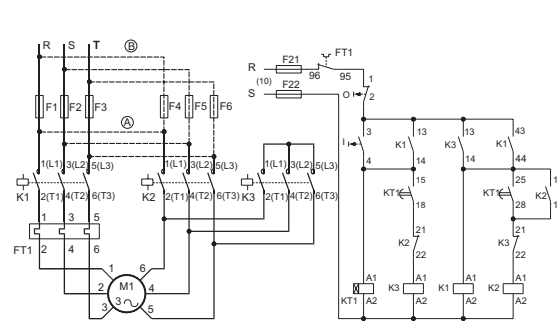 R S T B
R F21 FT1
96 95
(10)
S F22
1
O 2
F1 F2 F3 F4 F5 F6
A
3 13 13 43
I K1 K3 K1
4 14 14 44
1(L1) 3(L2) 5(L3) 1(L1) 3(L2) 5(L3) 1(L1) 3(L2) 5(L3)
K1 2(T1) 4(T2) 6(T3) K2 2(T1) 4(T2) 6(T3) K3 2(T1) 4(T2) 6(T3)
15 25 1
KT1 KT1 K2
18 28 1
1 3 5
FT1 2 4 6
21 21
K2 K3
22 22
1 6
2 M1 4
3 3 5
A1 A1 A1 A1
KT1 A2 K3 A2 K1 A2 K2 A2